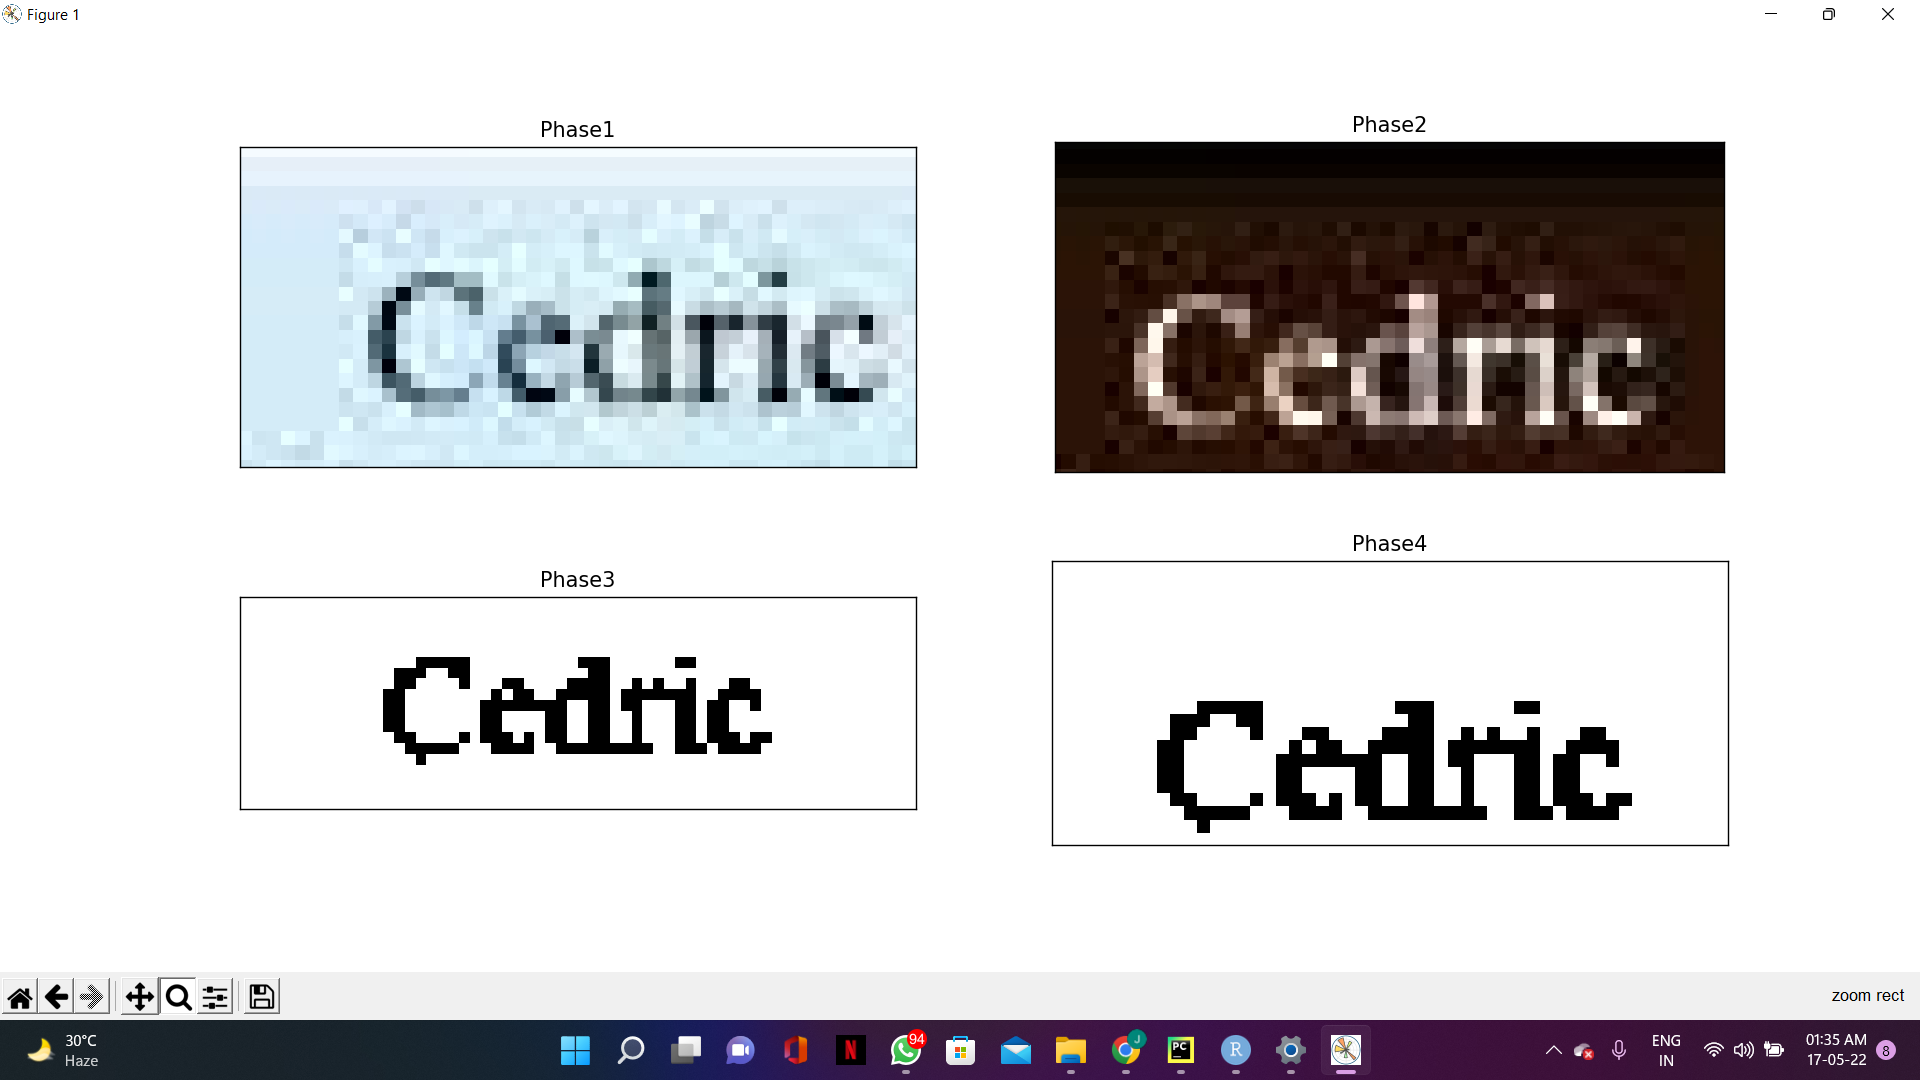 Figure 1
Phase1
Phase2
Cedric
Cedric
Phase3
Phase4
Cedric
Cedric
zoom rect
30°C
Haze
N
94
J
PC
R
ENG
IN
01:35 AM
17-05-22
8